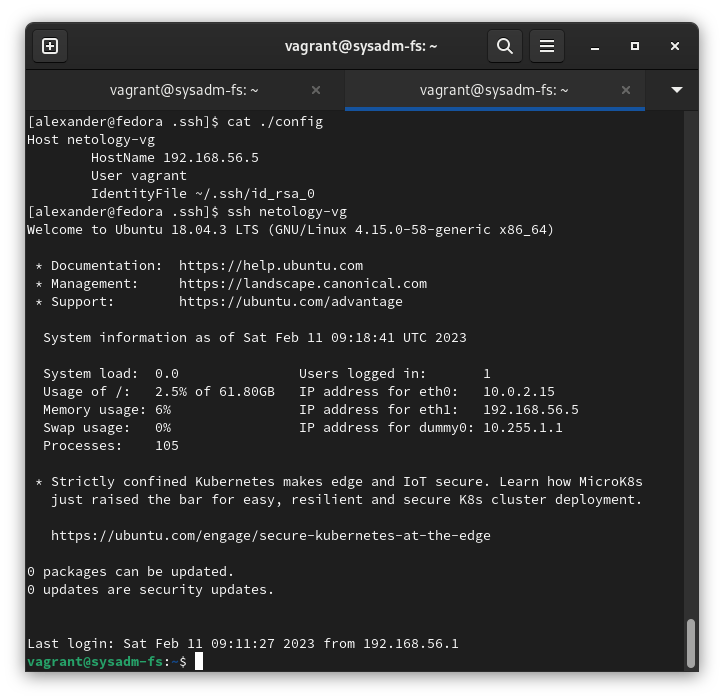 vagrant@sysadm-fs: ~
vagrant@sysadm-fs: ~
vagrant@sysadm-fs: ~
[alexander@fedora .ssh]$ cat ./config
Host netology-vg
        HostName 192.168.56.5
        User vagrant
        IdentityFile ~/.ssh/id_rsa_0
[alexander@fedora .ssh]$ ssh netology-vg
Welcome to Ubuntu 18.04.3 LTS (GNU/Linux 4.15.0-58-generic x86_64)

 * Documentation:  https://help.ubuntu.com
 * Management:     https://landscape.canonical.com
 * Support:        https://ubuntu.com/advantage

  System information as of Sat Feb 11 09:18:41 UTC 2023

  System load:  0.0               Users logged in:       1
  Usage of /:   2.5% of 61.80GB   IP address for eth0:   10.0.2.15
  Memory usage: 6%                IP address for eth1:   192.168.56.5
  Swap usage:   0%                IP address for dummy0: 10.255.1.1
  Processes:    105

 * Strictly confined Kubernetes makes edge and IoT secure. Learn how MicroK8s
   just raised the bar for easy, resilient and secure K8s cluster deployment.

   https://ubuntu.com/engage/secure-kubernetes-at-the-edge

0 packages can be updated.
0 updates are security updates.


Last login: Sat Feb 11 09:11:27 2023 from 192.168.56.1
vagrant@sysadm-fs:~$